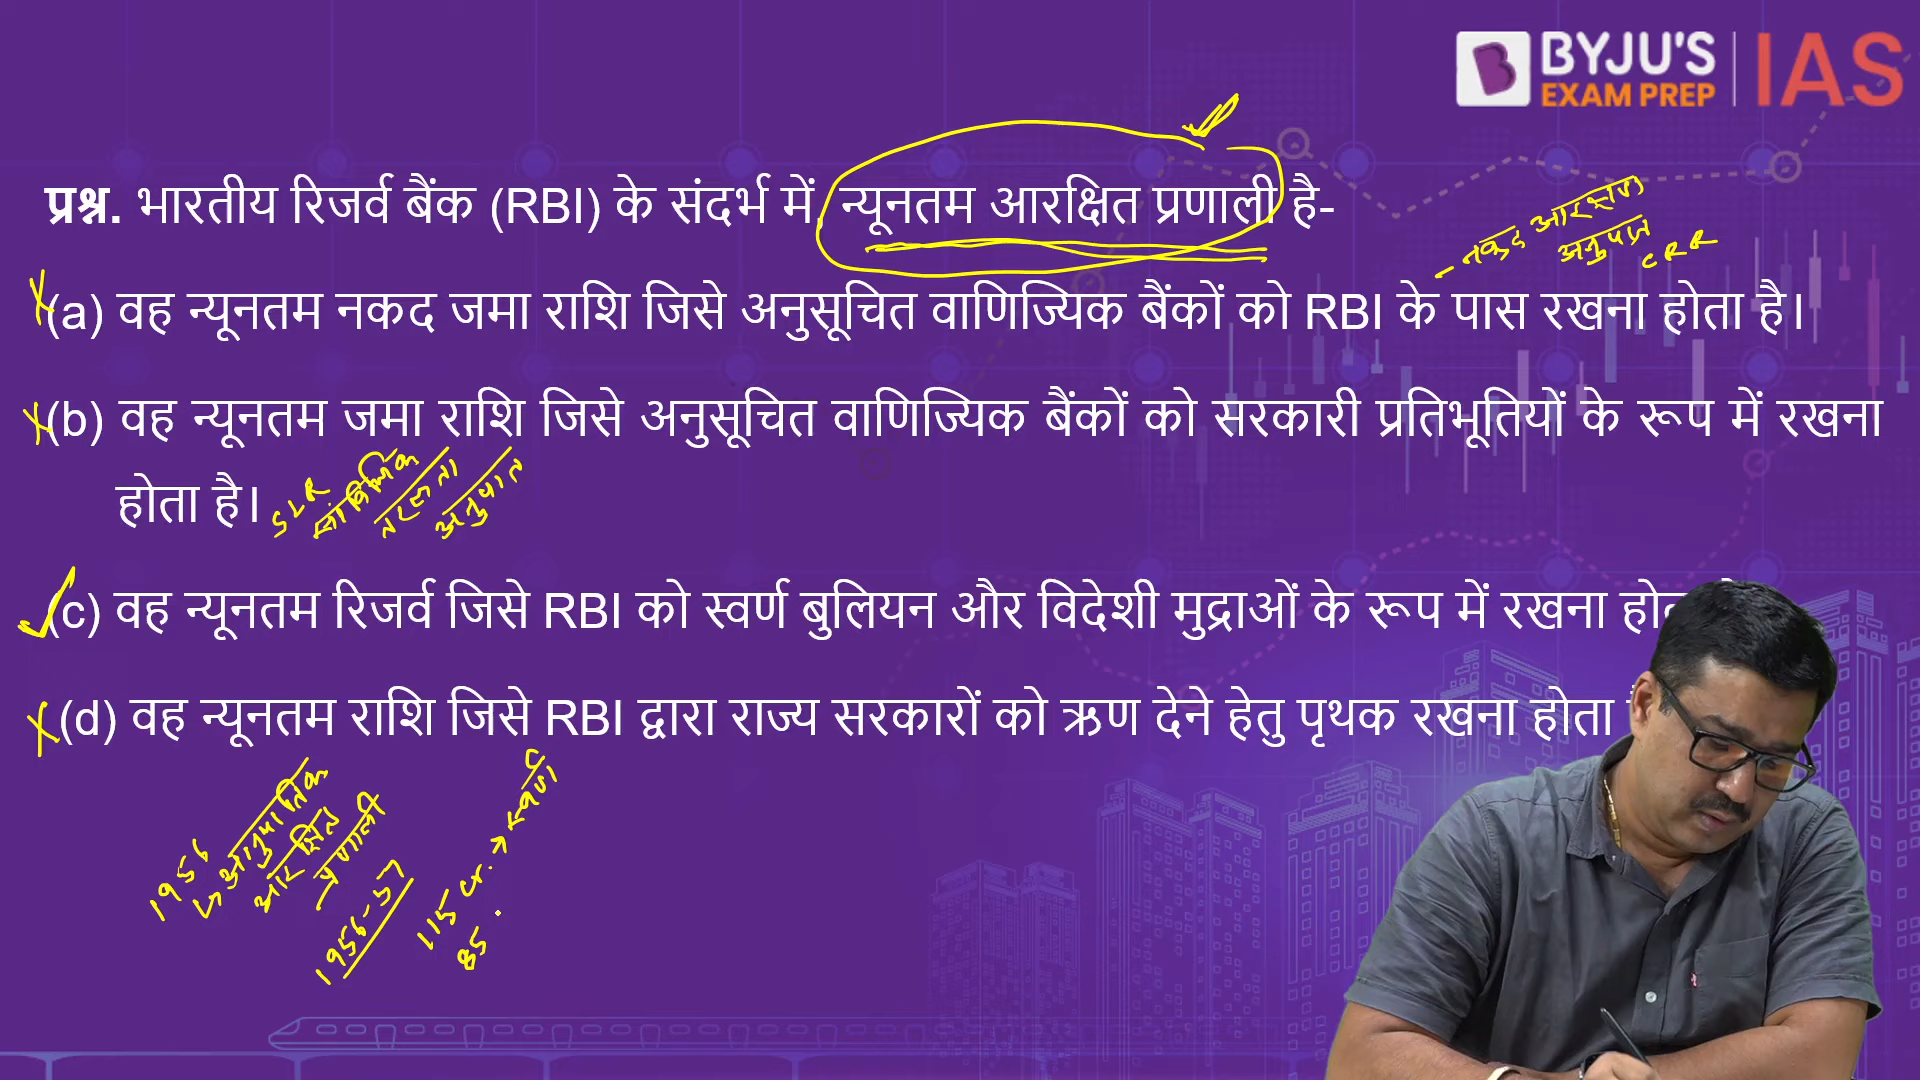 BYJU'S
EXAM PREP
IAS
प्रश्न. भारतीय रिजर्व बैंक (RBI) के संदर्भ में, न्यूनतम आरक्षित प्रणाली है-
- नकद आरक्षण
अनुपात
CRR
(a) वह न्यूनतम नकद जमा राशि जिसे अनुसूचित वाणिज्यिक बैंकों को RBI के पास रखना होता है।
(b) वह न्यूनतम जमा राशि जिसे अनुसूचित वाणिज्यिक बैंकों को सरकारी प्रतिभूतियों के रूप में रखना
होता है।
SLR
सांविधिक
तरलता
अनुपात
(c) वह न्यूनतम रिजर्व जिसे RBI को स्वर्ण बुलियन और विदेशी मुद्राओं के रूप में रखना
(d) वह न्यूनतम राशि जिसे RBI द्वारा राज्य सरकारों को ऋण देने हेतु पृथक रखना होता
1956
आनुपातिक
आरक्षित
प्रणाली
1956-57
115 cr. → स्वर्ण
85